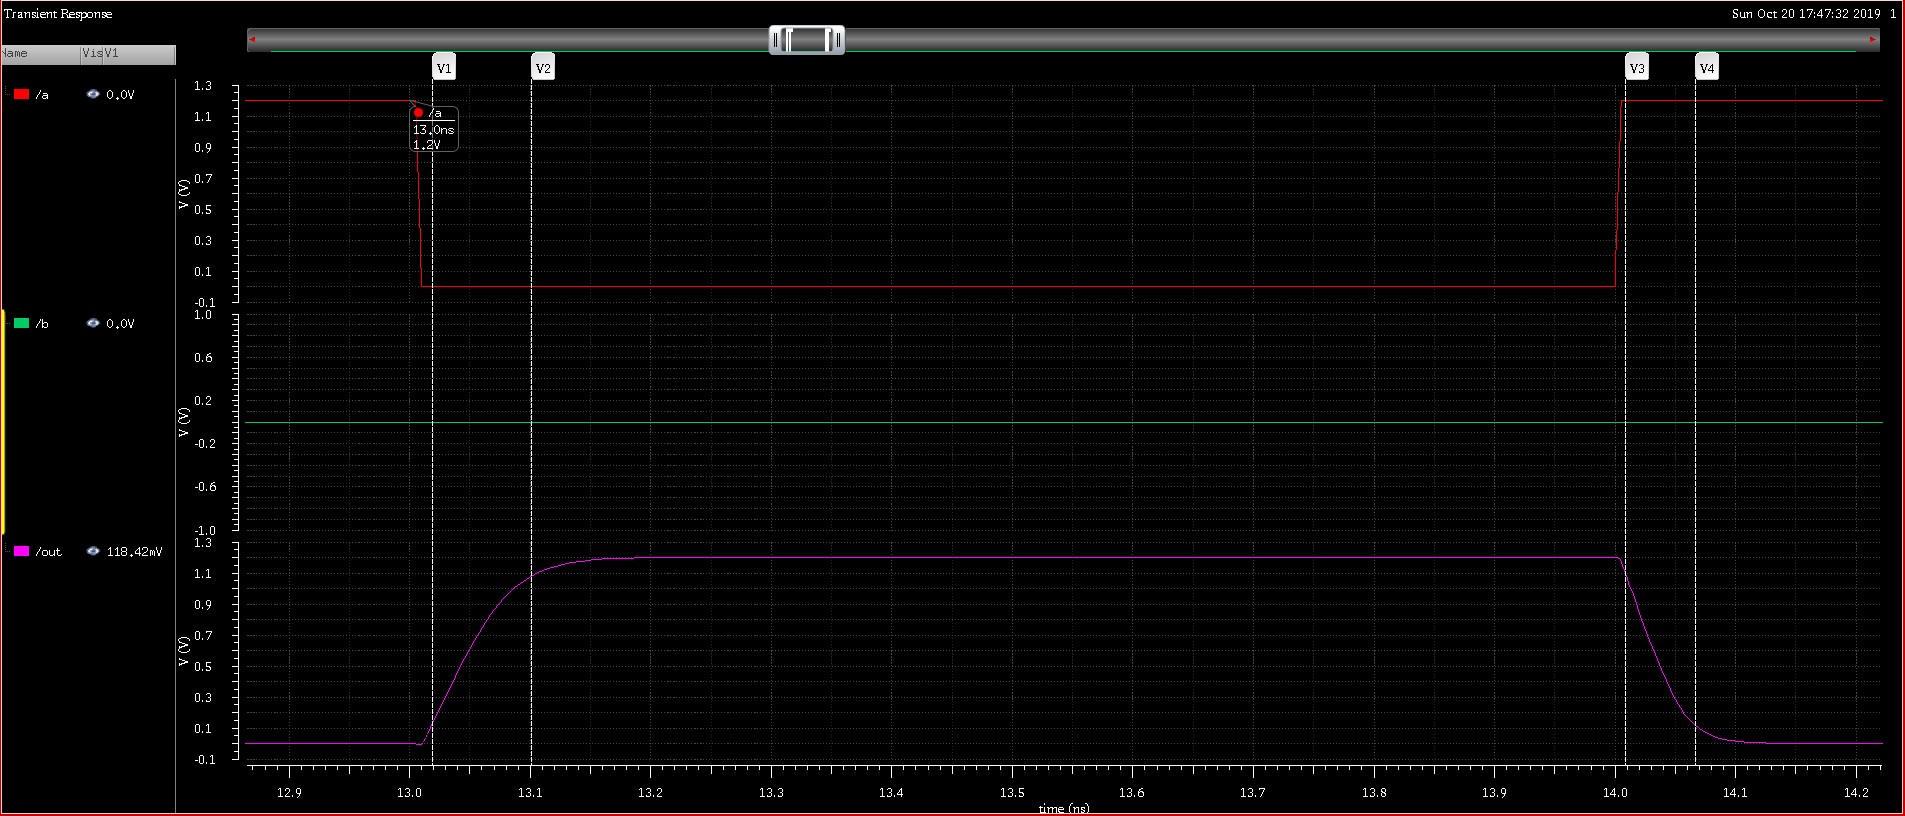 Transient Response
Sun Oct 20 17:47:32 2019 1
Name Vis V1
V1 V2 V3 V4
/a 0.0V
1.3
1.1
0.9
0.7
0.5
0.3
0.1
-0.1
V (V)
/a
13.0ns
1.2V
/b 0.0V
1.0
0.6
0.2
-0.2
-0.6
-1.0
V (V)
/out 118.42mV
1.3
1.1
0.9
0.7
0.5
0.3
0.1
-0.1
V (V)
12.9 13.0 13.1 13.2 13.3 13.4 13.5 13.6 13.7 13.8 13.9 14.0 14.1 14.2
time (ns)